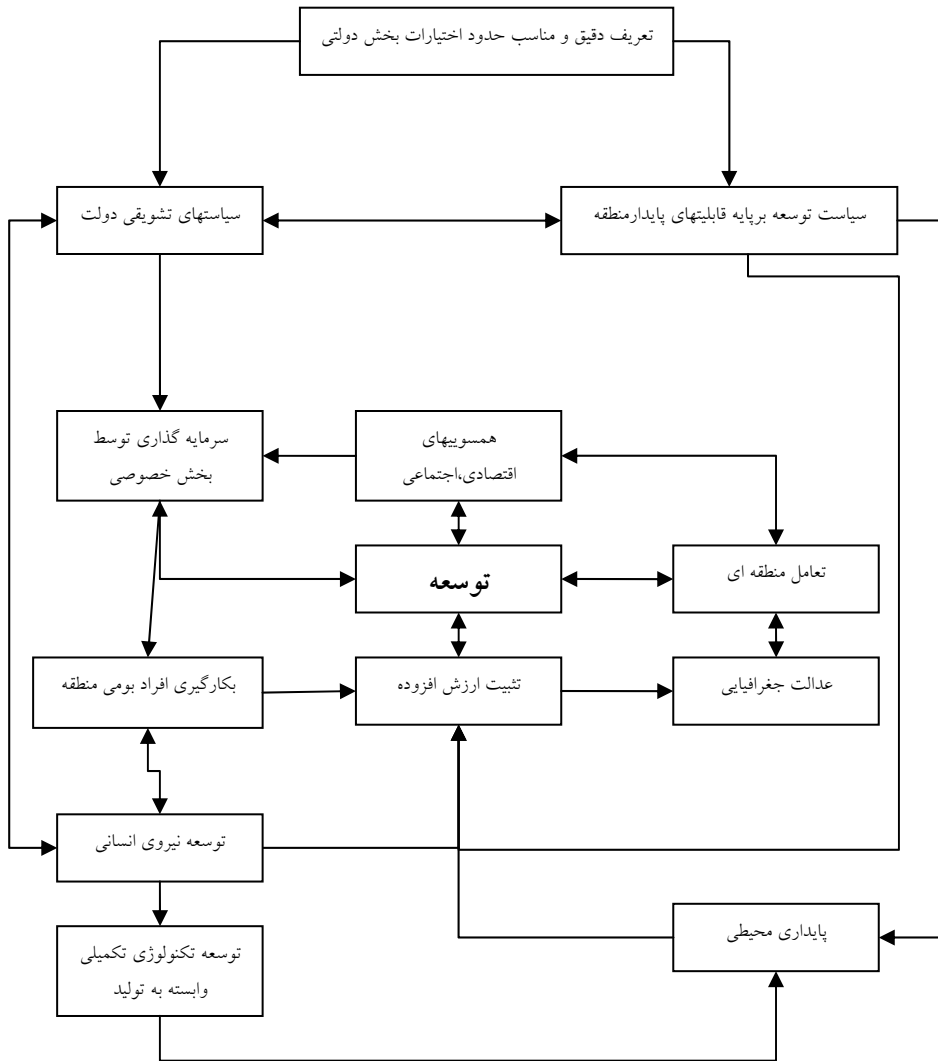 تعریف دقیق و مناسب حدود اختیارات بخش دولتی
سیاست توسعه برپایه قابلیتهای پایدارمنطقه
سیاستهای تشویقی دولت
همسوییهای
اقتصادی،اجتماعی
سرمایه گذاری توسط
بخش خصوصی
تعامل منطقه ای
توسعه
عدالت جغرافیایی
تثبیت ارزش افزوده
بکارگیری افراد بومی منطقه
توسعه نیروی انسانی
پایداری محیطی
توسعه تکنولوژی تکمیلی
وابسته به تولید